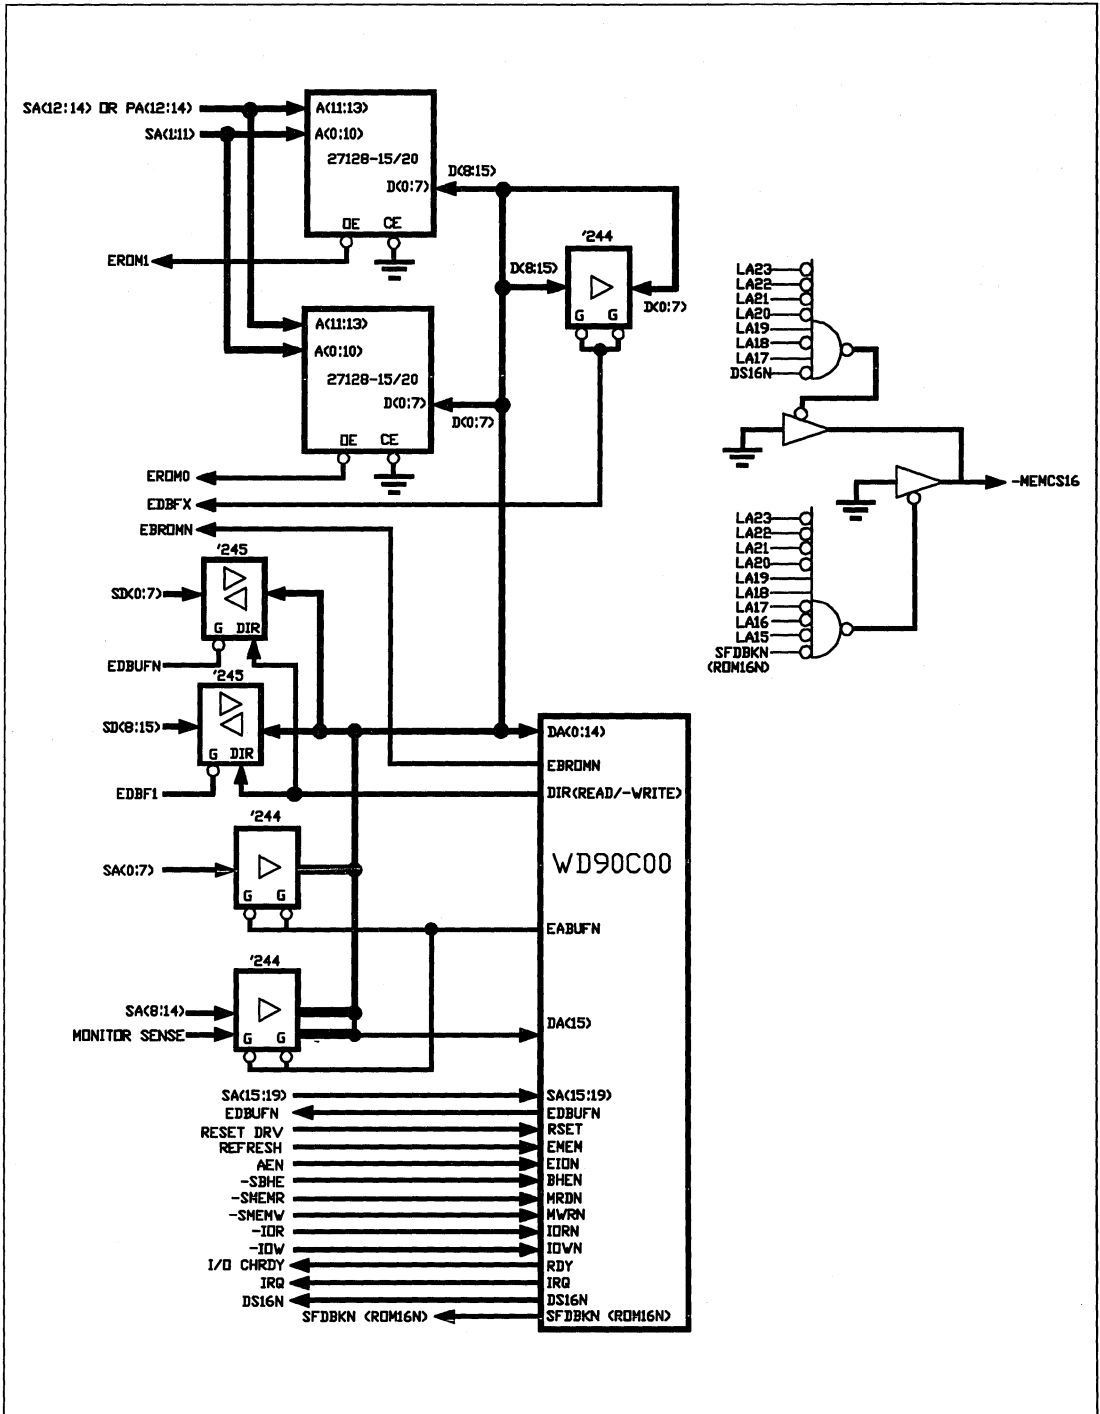 SA(12:14) OR PA(12:14)
SA(1:11)
A(11:13)
A(0:10)
27128-15/20
D(0:7)
OE CE
D(8:15)
EROM1
'244
D(8:15)
D(0:7)
G G
A(11:13)
A(0:10)
27128-15/20
D(0:7)
OE CE
D(0:7)
EROM0
EDBFX
EBROMN
LA23
LA22
LA21
LA20
LA19
LA18
LA17
DS16N
-MEMCS16
LA23
LA22
LA21
LA20
LA19
LA18
LA17
LA16
LA15
SFDBKN
(ROM16N)
'245
SD(0:7)
G DIR
EDBUFN
'245
SD(8:15)
G DIR
EDBF1
'244
SA(0:7)
G G
'244
SA(8:14)
MONITOR SENSE
G G
DA(0:14)
EBROMN
DIR(READ/-WRITE)
WD90C00
EABUFN
DA(15)
SA(15:19) SA(15:19)
EDBUFN EDBUFN
RESET DRV RSET
REFRESH EMEM
AEN EION
-SBHE BHEN
-SMEMR MRDN
-SMEMW MWRN
-IOR IORN
-IOW IOWN
I/O CHRDY RDY
IRQ IRQ
DS16N DS16N
SFDBKN (ROM16N) SFDBKN (ROM16N)